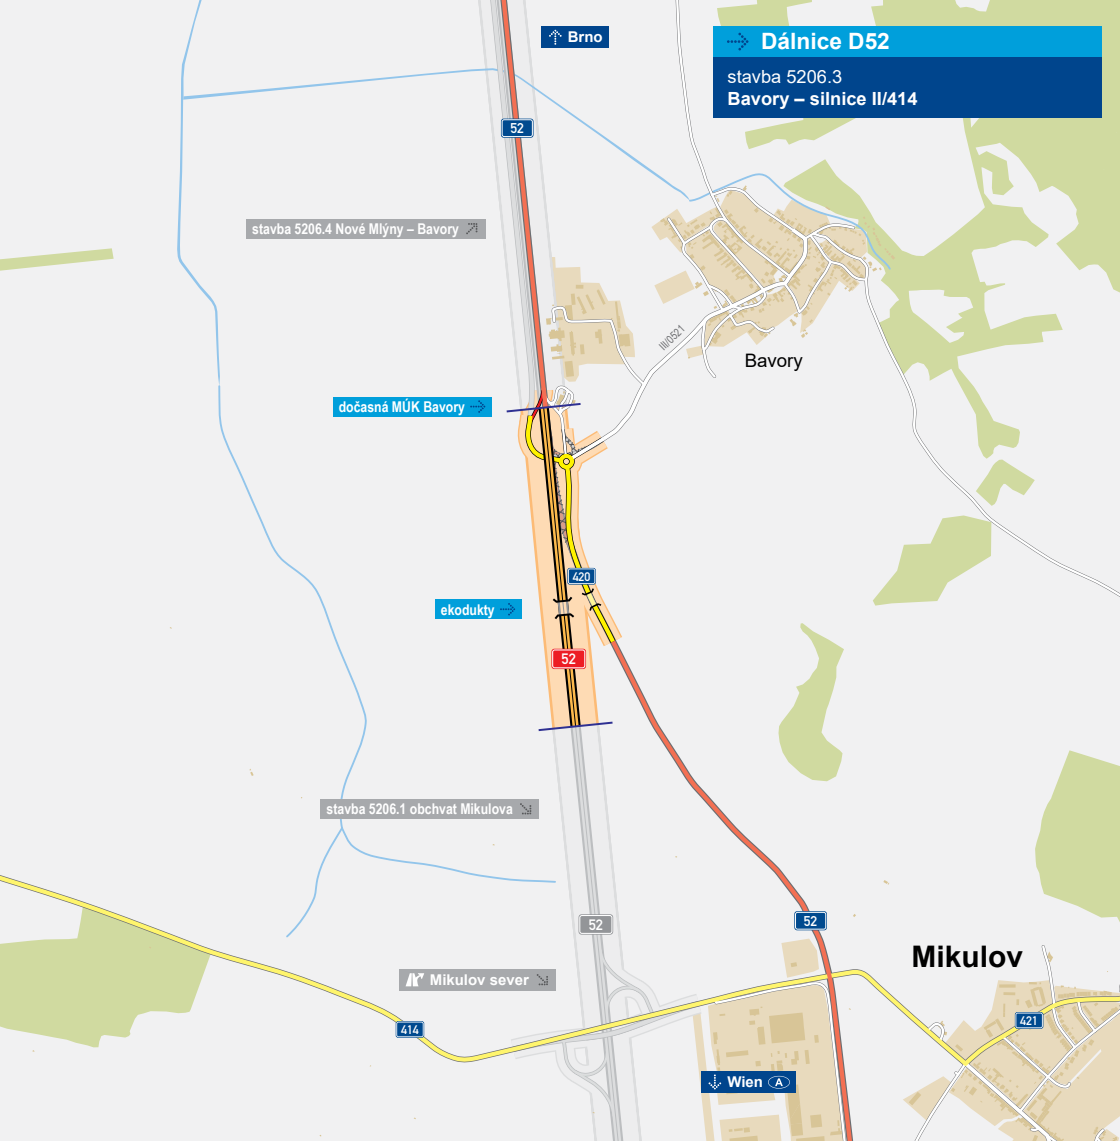 Brno
Dálnice D52
stavba 5206.3
Bavory – silnice II/414
52
stavba 5206.4 Nové Mlýny – Bavory
III/0521
Bavory
dočasná MÚK Bavory
420
ekodukty
52
stavba 5206.1 obchvat Mikulova
52
52
Mikulov
Mikulov sever
414
421
Wien A